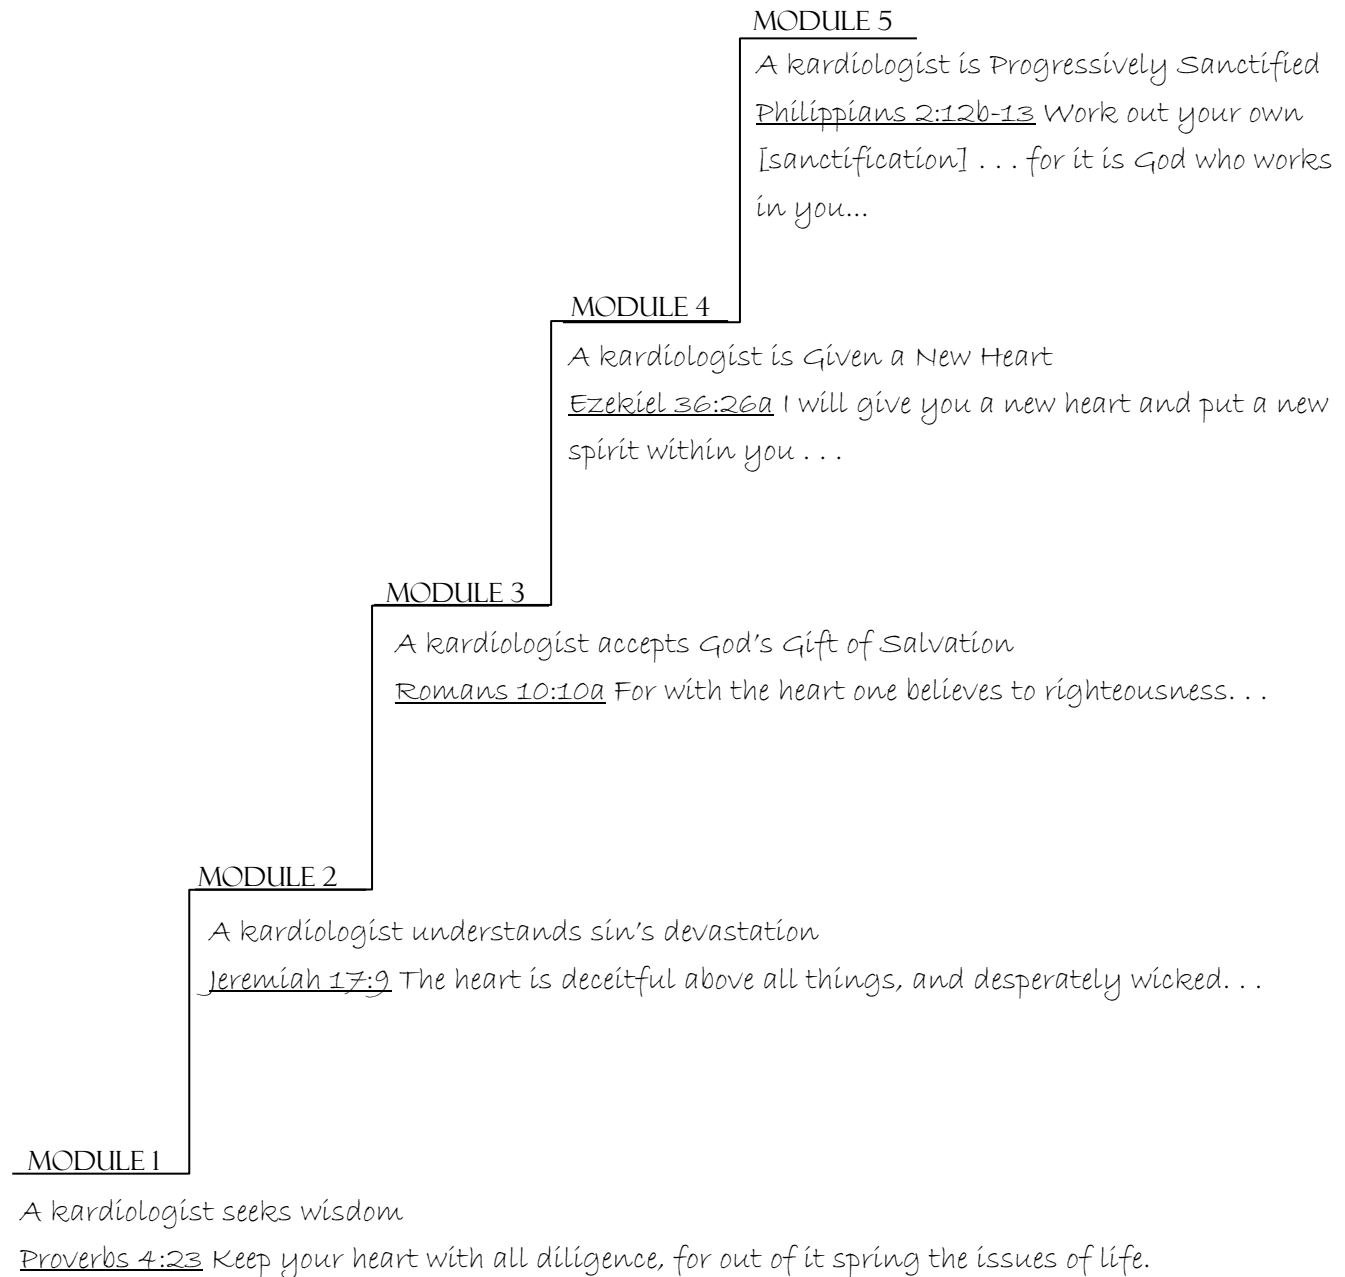 MODULE 5
A kardiologist is Progressively Sanctified
Philippians 2:12b-13 Work out your own
[sanctification] . . . for it is God who works
in you...
MODULE 4
A kardiologist is Given a New Heart
Ezekiel 36:26a I will give you a new heart and put a new
spirit within you . . .
MODULE 3
A kardiologist accepts God's Gift of Salvation
Romans 10:10a For with the heart one believes to righteousness. . .
MODULE 2
A kardiologist understands sin's devastation
Jeremiah 17:9 The heart is deceitful above all things, and desperately wicked. . .
MODULE 1
A kardiologist seeks wisdom
Proverbs 4:23 Keep your heart with all diligence, for out of it spring the issues of life.